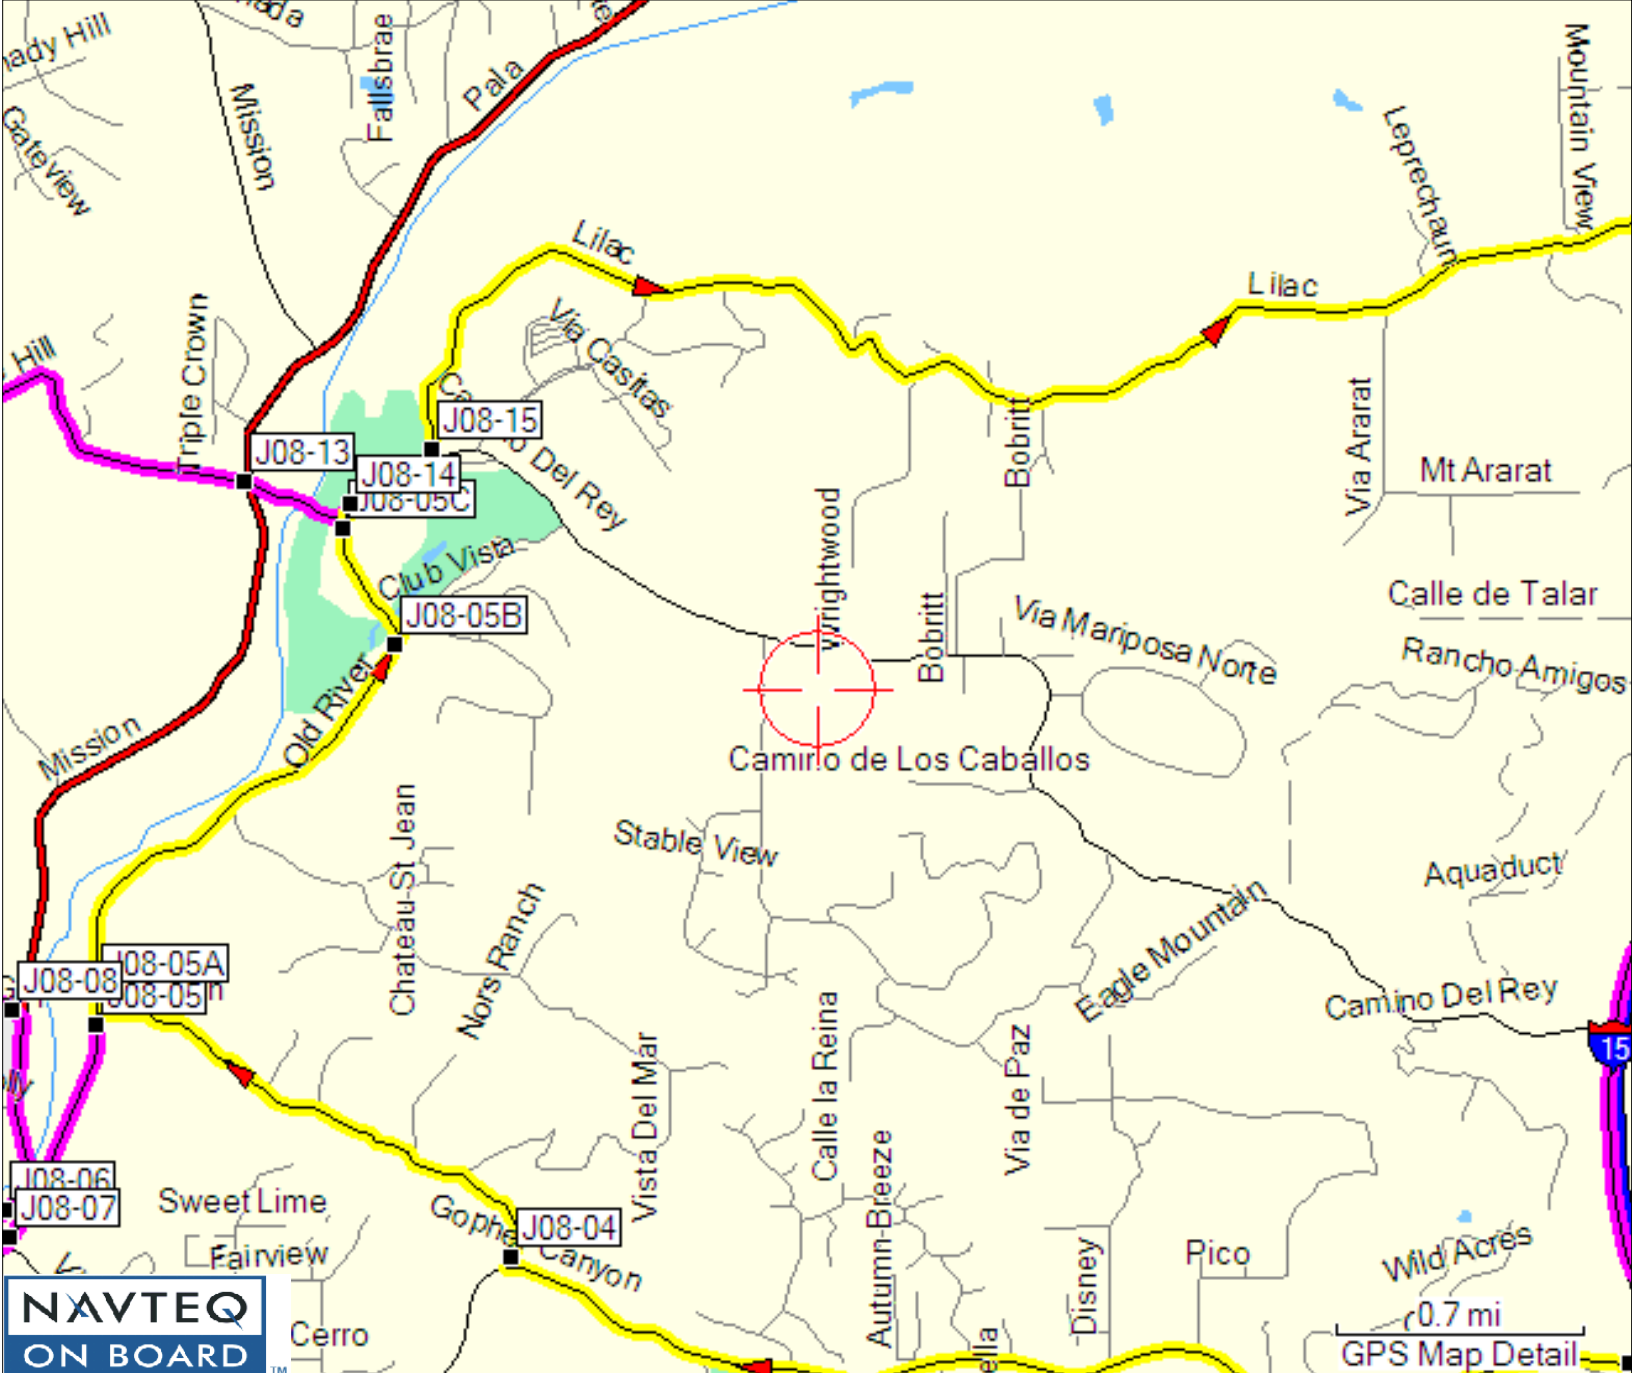 ady Hill
Gateview
Mission
Fallsbrae
Pala
Mountain View
Leprechaun
Lilac
Lilac
Hill
Triple Crown
Via Casitas
J08-15
J08-13
J08-14
J08-05C
Camino Del Rey
Bobritt
Via Ararat
Mt Ararat
Wrightwood
Club Vista
J08-05B
Bobritt
Via Mariposa Norte
Calle de Talar
Rancho Amigos
Old River
Mission
Camino de Los Caballos
Stable View
Chateau-St Jean
Nors Ranch
Aquaduct
Eagle Mountain
Camino Del Rey
J08-05A
J08-08
J08-05
15
Calle la Reina
Via de Paz
Vista Del Mar
Autumn-Breeze
J08-06
J08-07
Sweet Lime
Fairview
Gopher Canyon
J08-04
Disney
Pico
Wild Acres
Cerro
ella
0.7 mi
GPS Map Detail
NAVTEQ
ON BOARD
TM